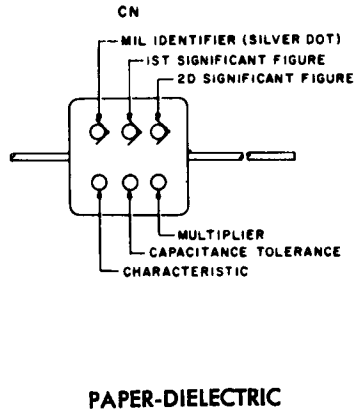 CN
MIL IDENTIFIER (SILVER DOT)
1ST SIGNIFICANT FIGURE
2D SIGNIFICANT FIGURE
MULTIPLIER
CAPACITANCE TOLERANCE
CHARACTERISTIC
PAPER-DIELECTRIC